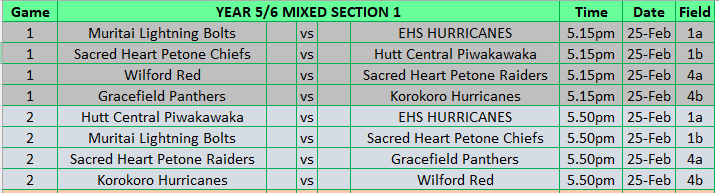 Game YEAR 5/6 MIXED SECTION 1 Time Date Field
1 Muritai Lightning Bolts vs EHS HURRICANES 5.15pm 25-Feb 1a
1 Sacred Heart Petone Chiefs vs Hutt Central Piwakawaka 5.15pm 25-Feb 1b
1 Wilford Red vs Sacred Heart Petone Raiders 5.15pm 25-Feb 4a
1 Gracefield Panthers vs Korokoro Hurricanes 5.15pm 25-Feb 4b
2 Hutt Central Piwakawaka vs EHS HURRICANES 5.50pm 25-Feb 1a
2 Muritai Lightning Bolts vs Sacred Heart Petone Chiefs 5.50pm 25-Feb 1b
2 Sacred Heart Petone Raiders vs Gracefield Panthers 5.50pm 25-Feb 4a
2 Korokoro Hurricanes vs Wilford Red 5.50pm 25-Feb 4b